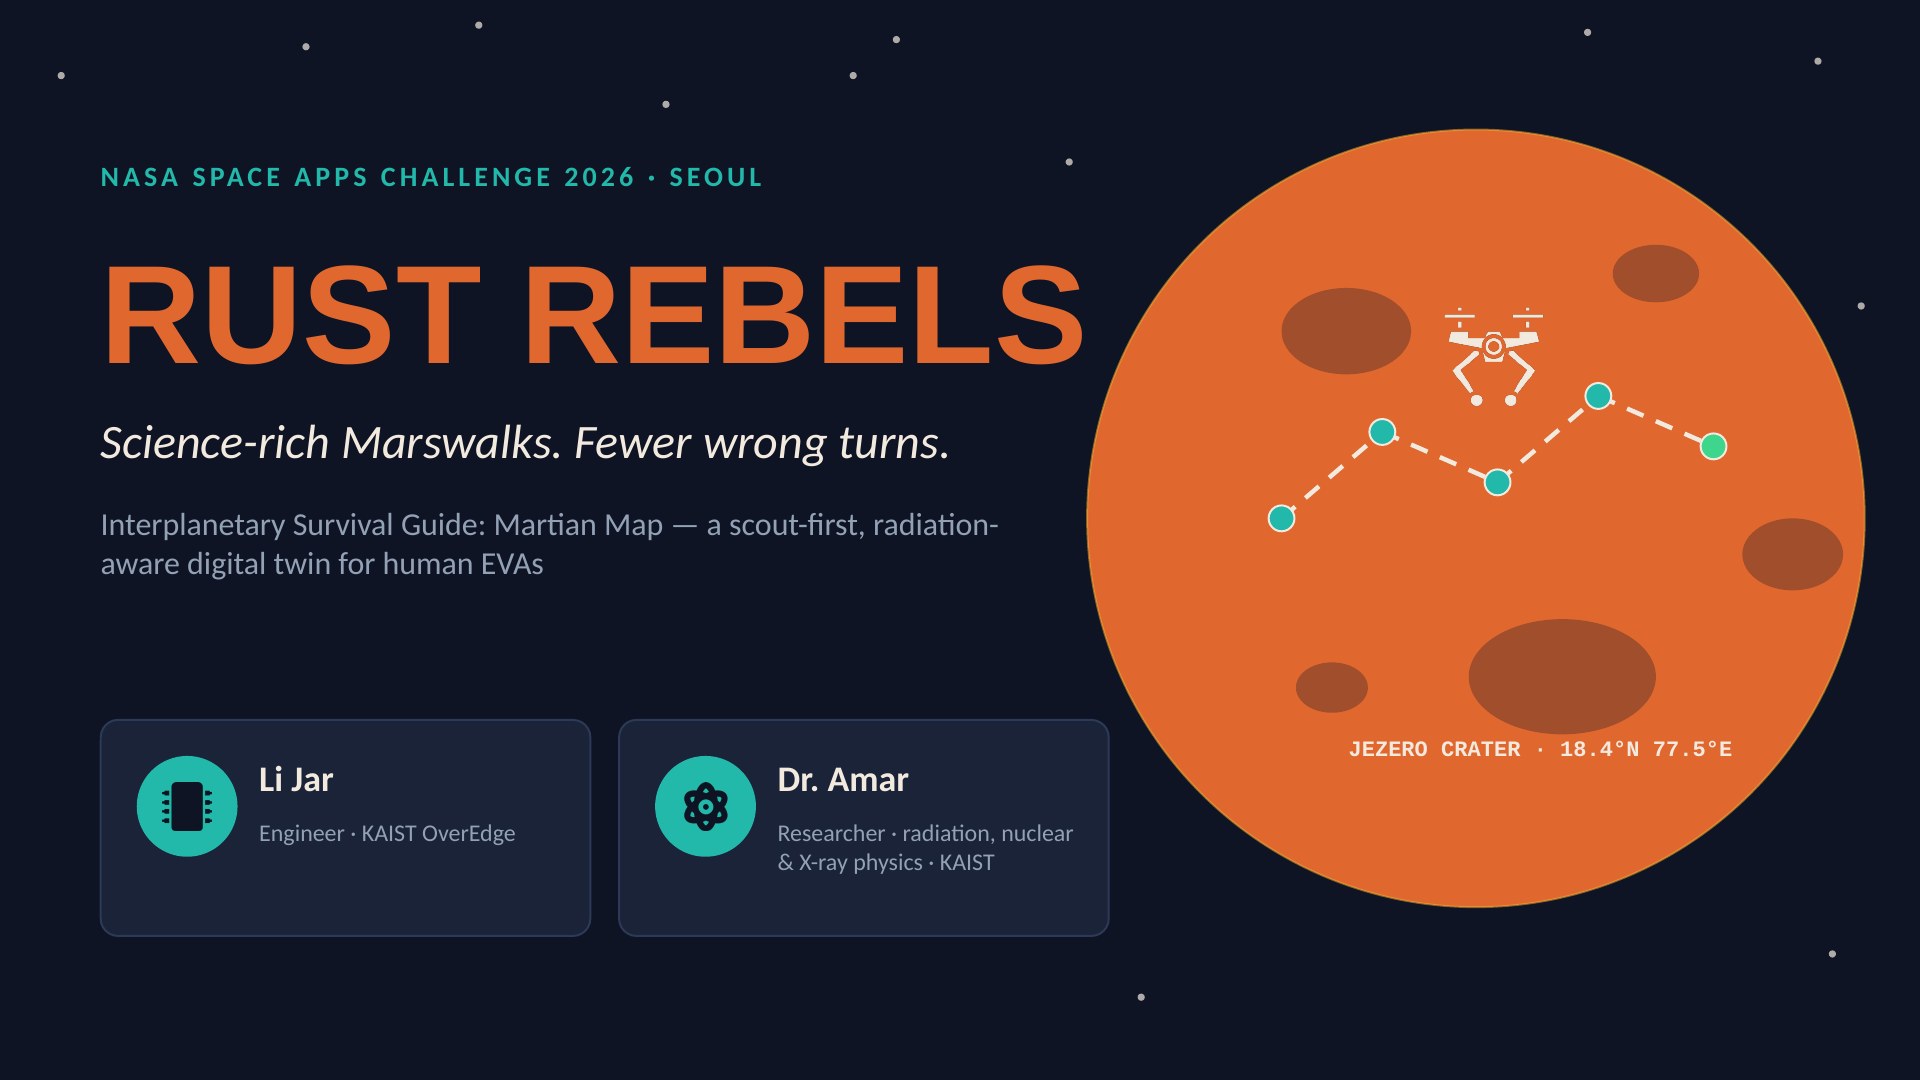 NASA SPACE APPS CHALLENGE 2026 · SEOUL
RUST REBELS
Science-rich Marswalks. Fewer wrong turns.
Interplanetary Survival Guide: Martian Map — a scout-first, radiation-
aware digital twin for human EVAs
Li Jar
Engineer · KAIST OverEdge
Dr. Amar
Researcher · radiation, nuclear
& X-ray physics · KAIST
JEZERO CRATER · 18.4°N 77.5°E